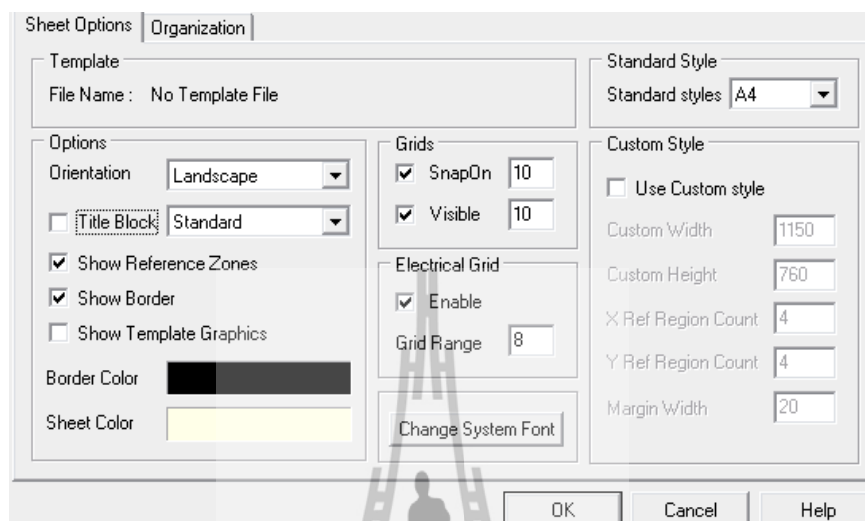 Sheet Options Organization
Template
File Name : No Template File
Standard Style
Standard styles A4
Options
Orientation Landscape
Title Block Standard
Show Reference Zones
Show Border
Show Template Graphics
Border Color
Sheet Color
Grids
SnapOn 10
Visible 10
Electrical Grid
Enable
Grid Range 8
Change System Font
Custom Style
Use Custom style
Custom Width 1150
Custom Height 760
X Ref Region Count 4
Y Ref Region Count 4
Margin Width 20
OK Cancel Help